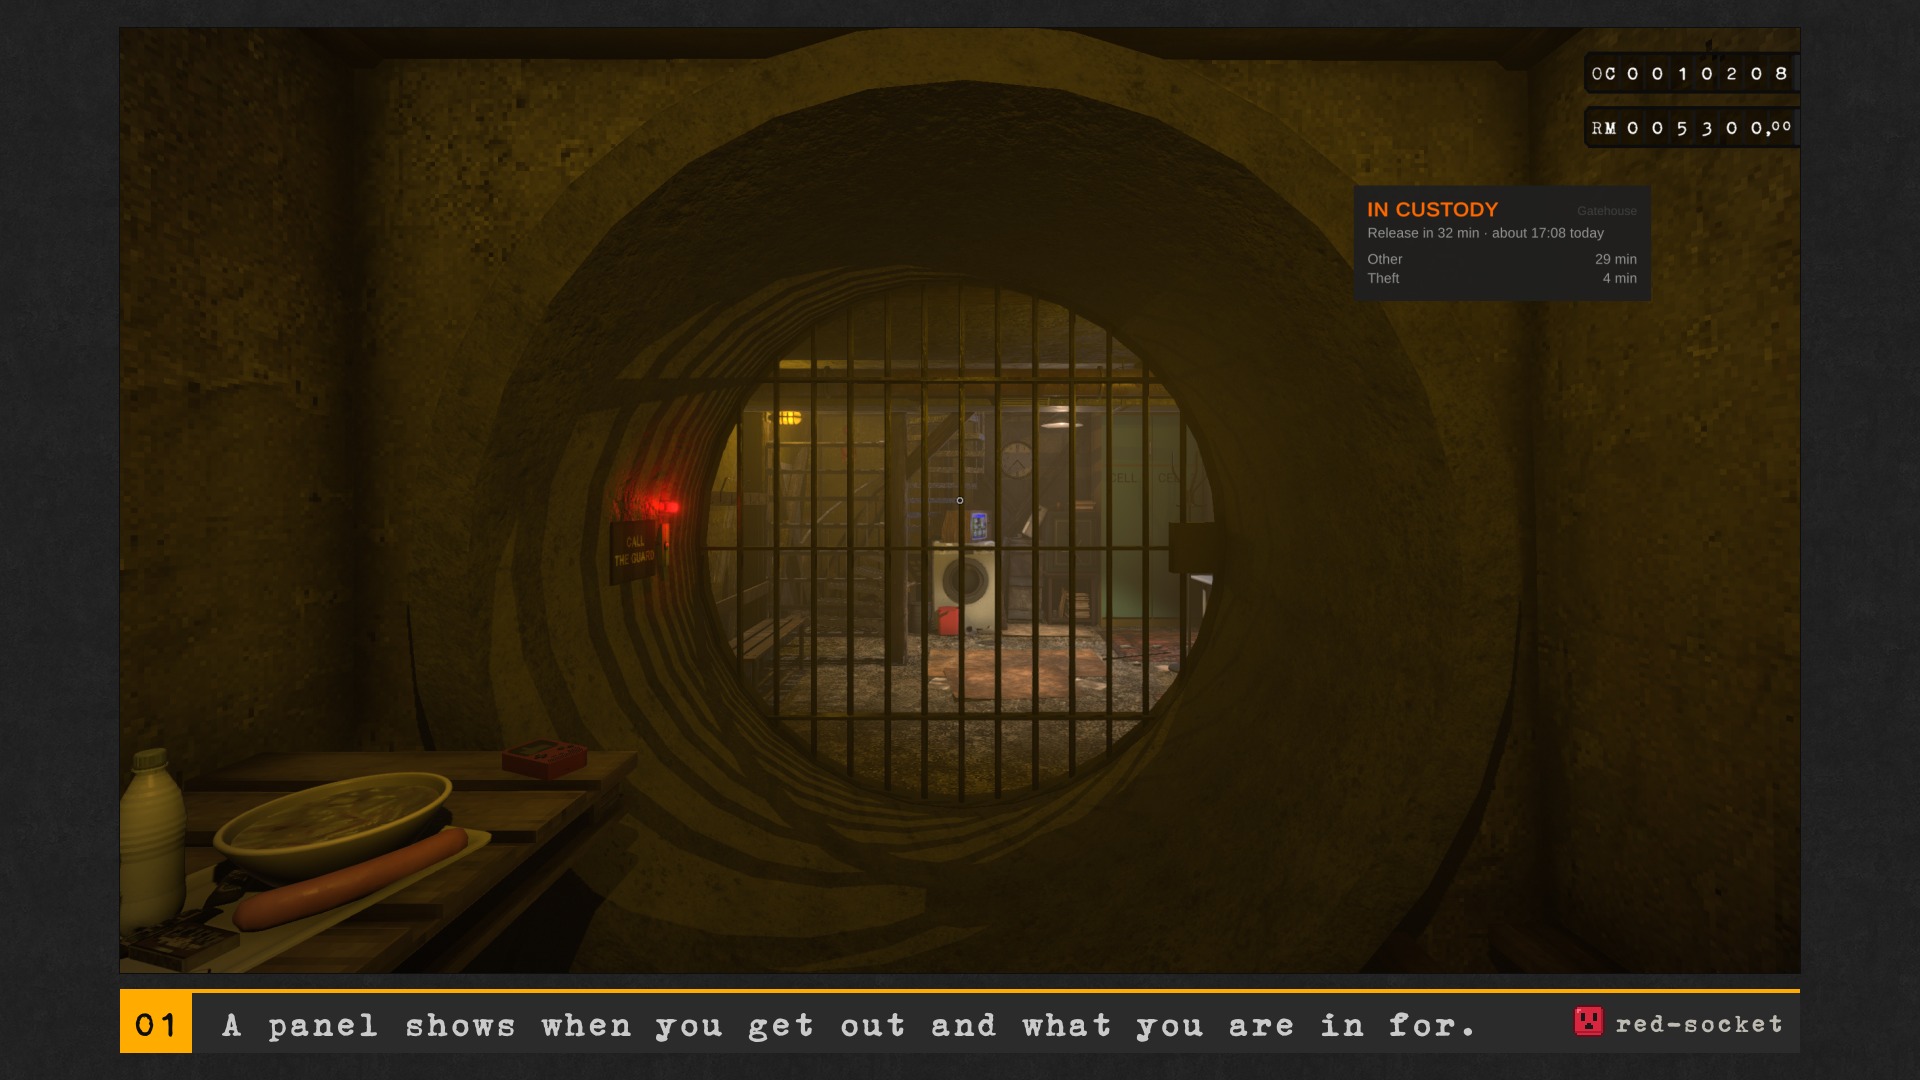 OC 0 0 1 0 2 0 8
RM 0 0 5 3 0 0,00
IN CUSTODY Gatehouse
Release in 32 min · about 17:08 today
Other 29 min
Theft 4 min
CELL
CALL
THE GUARD
01 A panel shows when you get out and what you are in for. red-socket